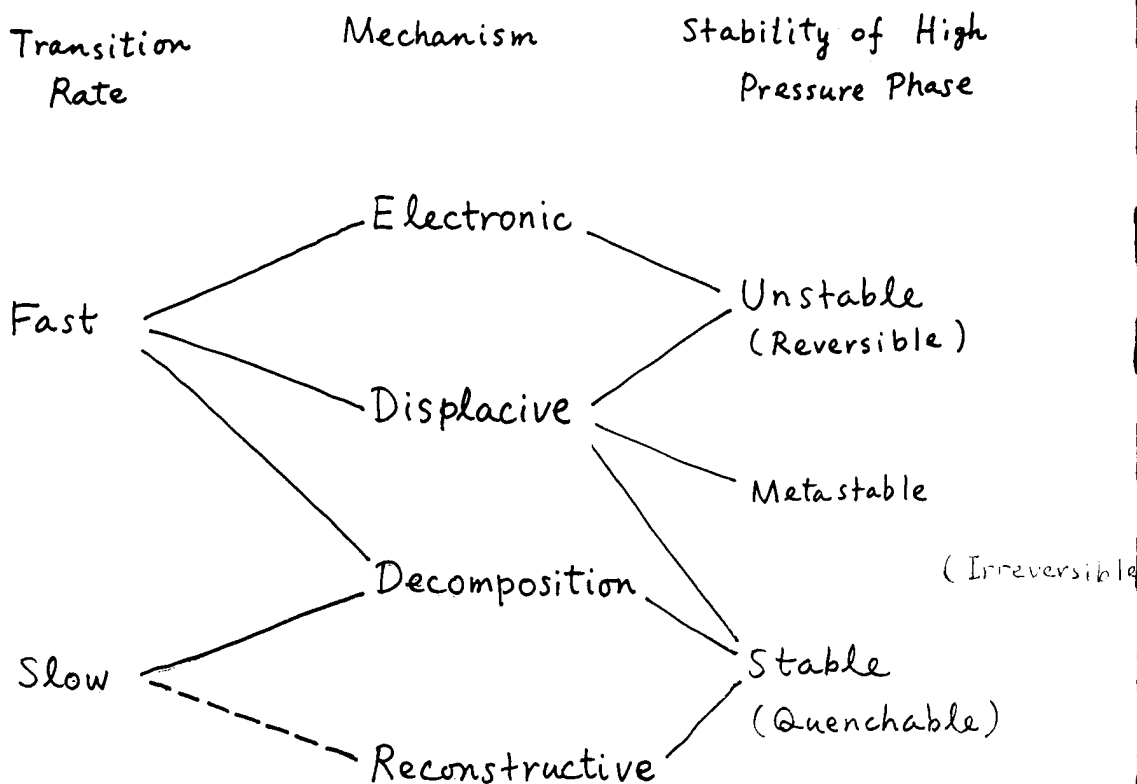 Transition Rate
Mechanism
Stability of High
Pressure Phase
Electronic
Fast
Unstable
(Reversible)
Displacive
Metastable
Decomposition
(Irreversible
Slow
Stable
(Quenchable)
Reconstructive